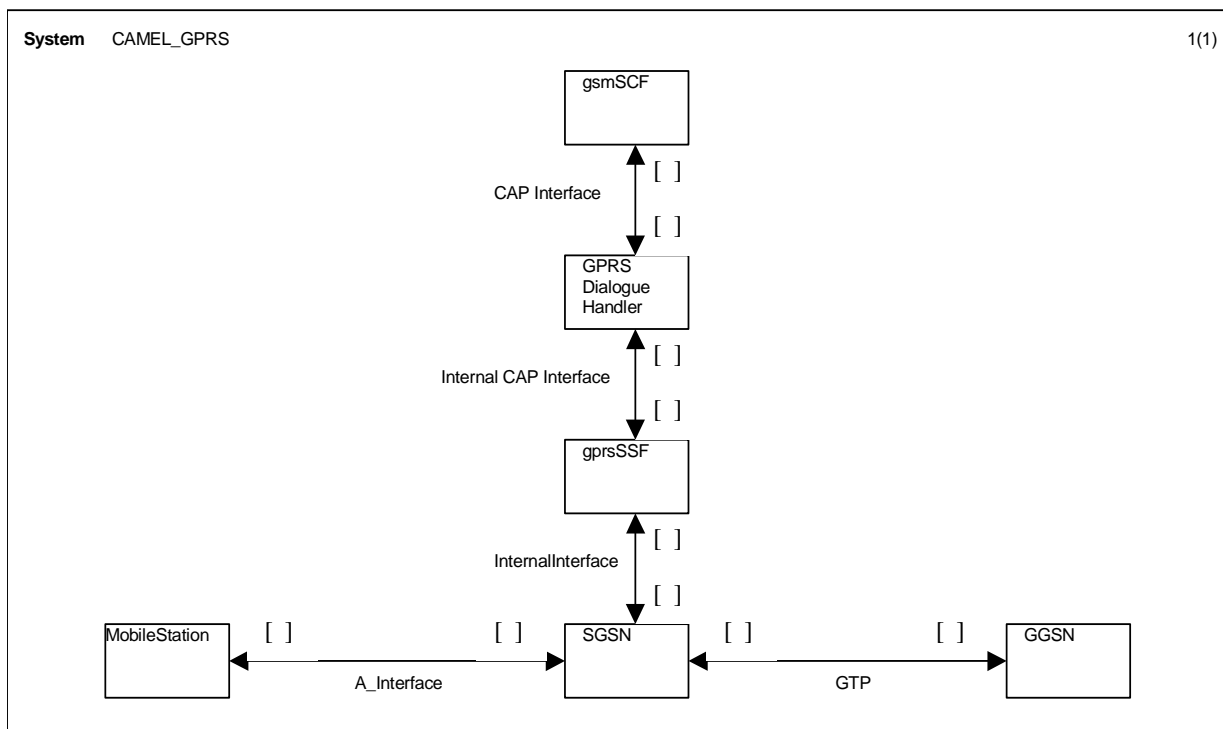 System CAMEL_GPRS 1(1)
gsmSCF
[ ]
CAP Interface
[ ]
GPRS
Dialogue
Handler
[ ]
Internal CAP Interface
[ ]
gprsSSF
[ ]
InternalInterface
[ ]
MobileStation [ ] [ ] SGSN [ ] [ ] GGSN
A_Interface GTP